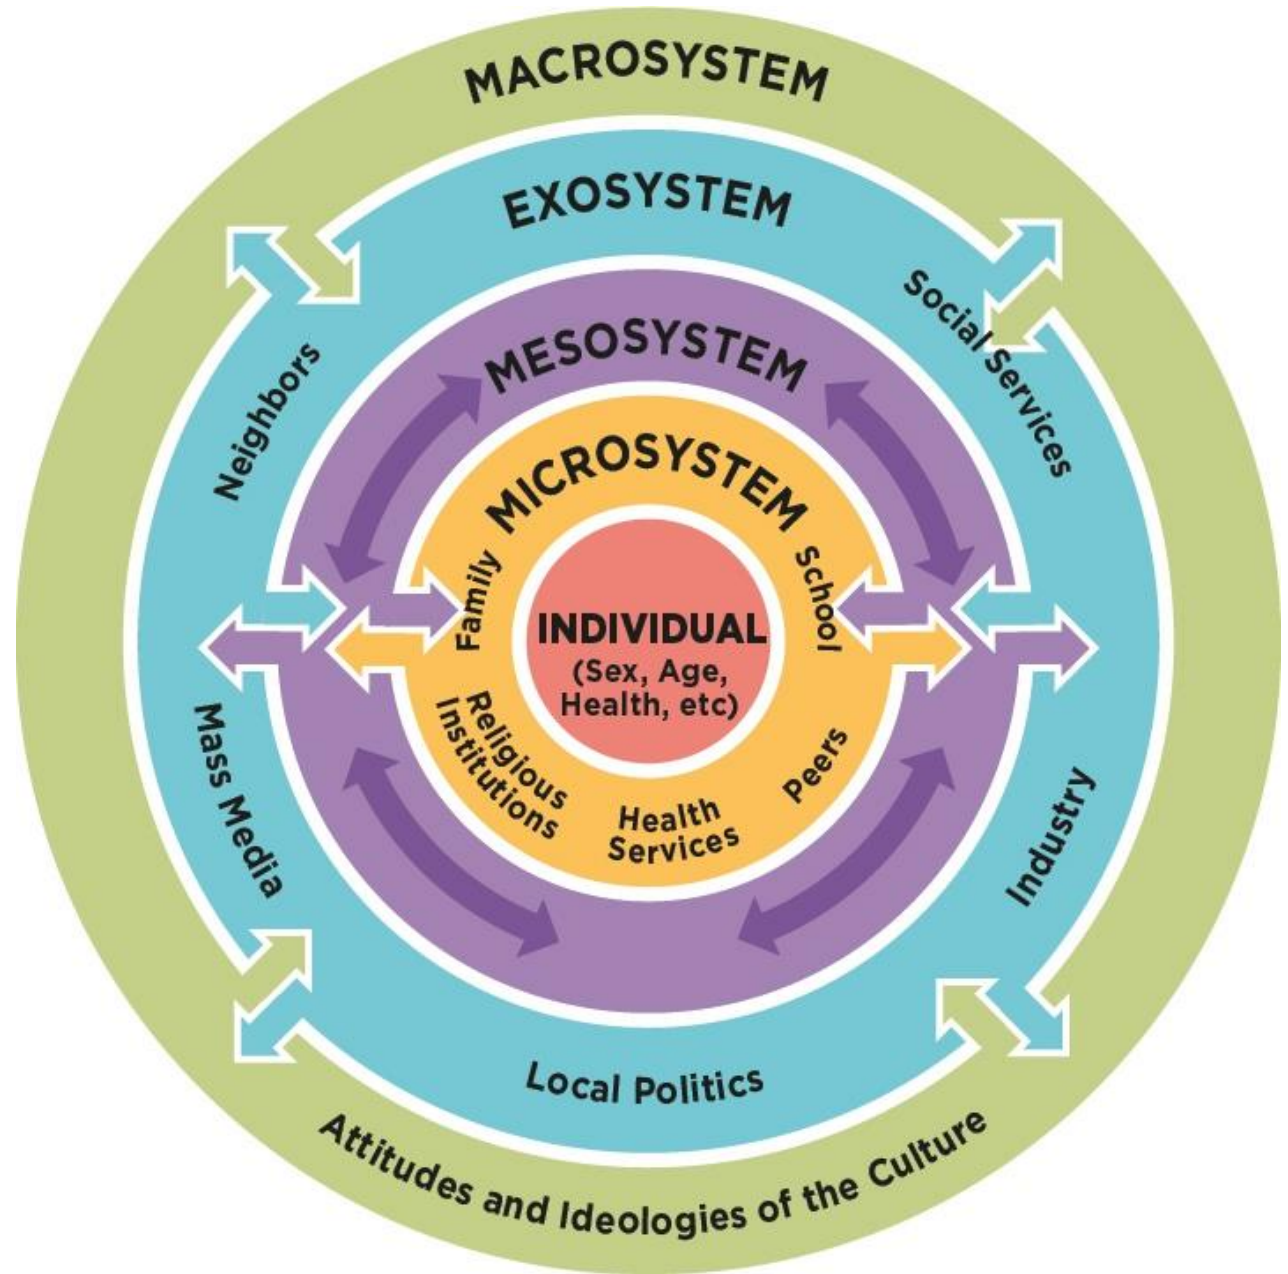 MACROSYSTEM
EXOSYSTEM
Social Services
Neighbors
MESOSYSTEM
MICROSYSTEM
Family
School
INDIVIDUAL
(Sex, Age,
Health, etc)
Religious
Institutions
Health
Services
Peers
Mass Media
Industry
Local Politics
Attitudes and Ideologies of the Culture